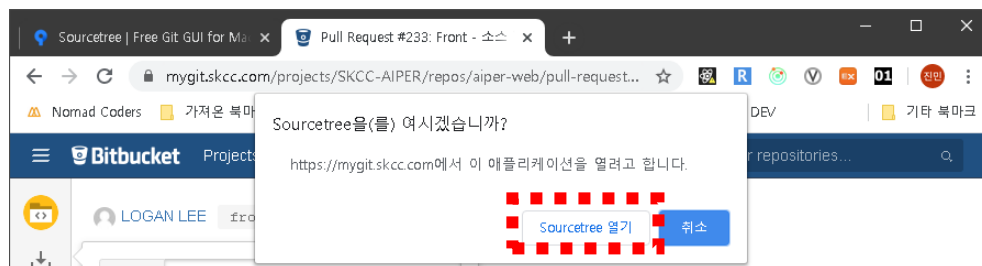 Sourcetree | Free Git GUI for Ma
Pull Request #233: Front - 소스
mygit.skcc.com/projects/SKCC-AIPER/repos/aiper-web/pull-request...
R
EX
01
진민
Nomad Coders
가져온 북마
DEV
기타 북마크
Sourcetree을(를) 여시겠습니까?
https://mygit.skcc.com에서 이 애플리케이션을 열려고 합니다.
Sourcetree 열기
취소
Bitbucket
Projects
r repositories...
LOGAN LEE
fro